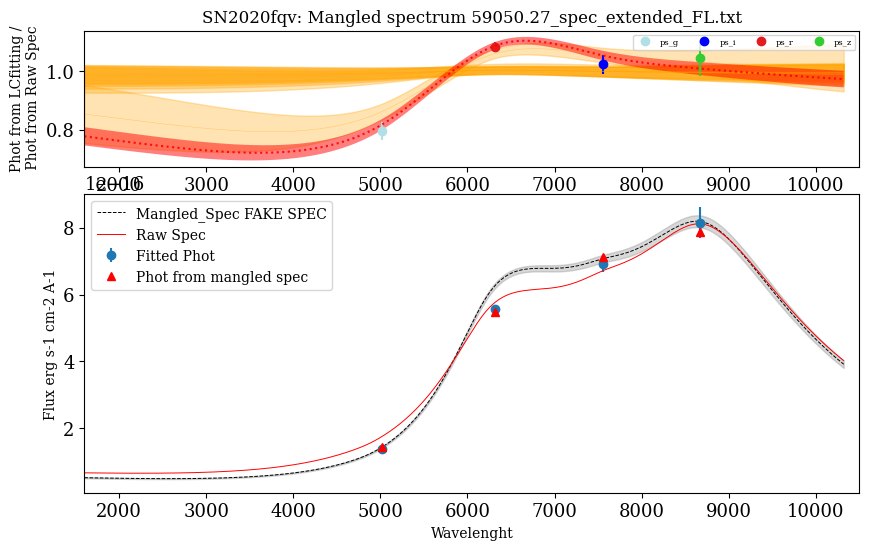 SN2020fqv: Mangled spectrum 59050.27_spec_extended_FL.txt
Phot from LCfitting /
Phot from Raw Spec
1.0
0.8
ps_g ps_i ps_r ps_z
2000 3000 4000 5000 6000 7000 8000 9000 10000
1e−16
Mangled_Spec FAKE SPEC
Raw Spec
Fitted Phot
Phot from mangled spec
Flux erg s-1 cm-2 A-1
8
6
4
2
2000 3000 4000 5000 6000 7000 8000 9000 10000
Wavelenght